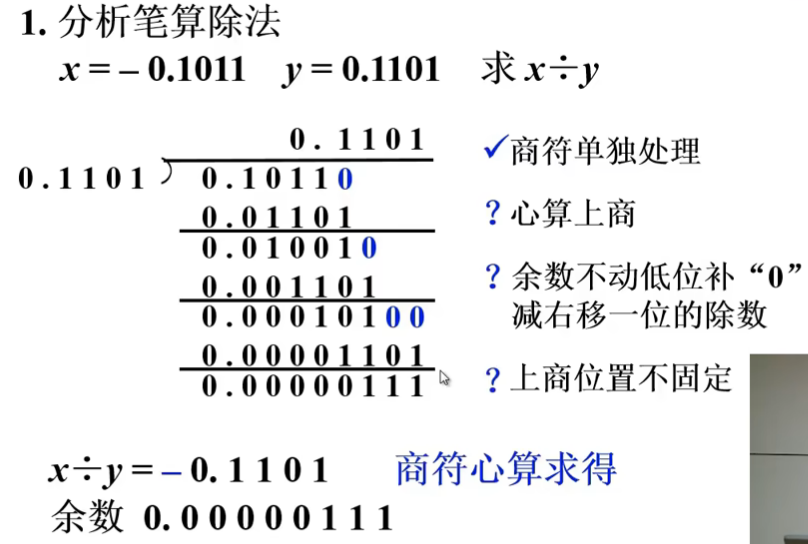 1. 分析笔算除法
x = – 0.1011 y = 0.1101 求 x÷y
0.1101
0.1101 ) 0.10110
0.01101
0.010010
0.001101
0.00010100
0.00001101
0.00000111
✓商符单独处理
?心算上商
?余数不动低位补“0”
减右移一位的除数
?上商位置不固定
x÷y = – 0.1101 商符心算求得
余数 0.00000111